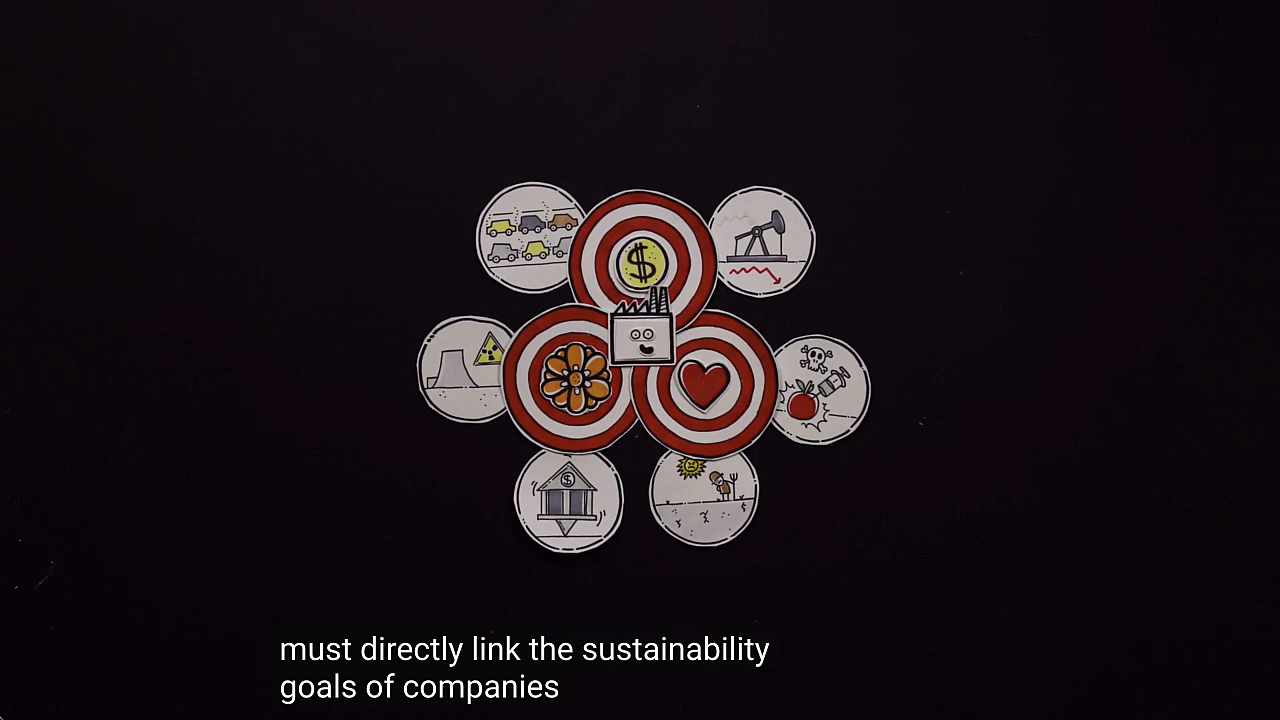 $
$
must directly link the sustainability
goals of companies